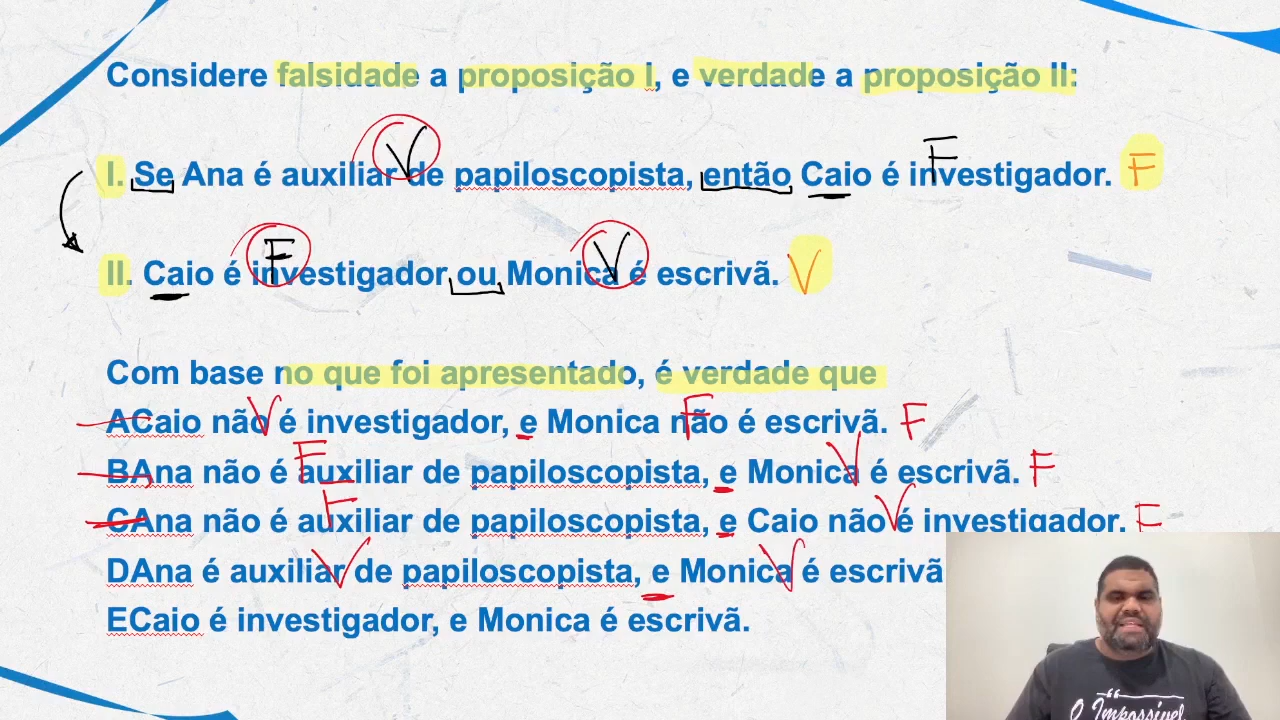 Considere falsidade a proposição I, e verdade a proposição II:
V F
I. Se Ana é auxiliar de papiloscopista, então Caio é investigador. F
F V
II. Caio é investigador ou Monica é escrivã. V
Com base no que foi apresentado, é verdade que
V F
ACaio não é investigador, e Monica não é escrivã. F
F V
BAna não é auxiliar de papiloscopista, e Monica é escrivã. F
F V
CAna não é auxiliar de papiloscopista, e Caio não é investigador. F
V V
DAna é auxiliar de papiloscopista, e Monica é escrivã
ECaio é investigador, e Monica é escrivã.
O Impossível